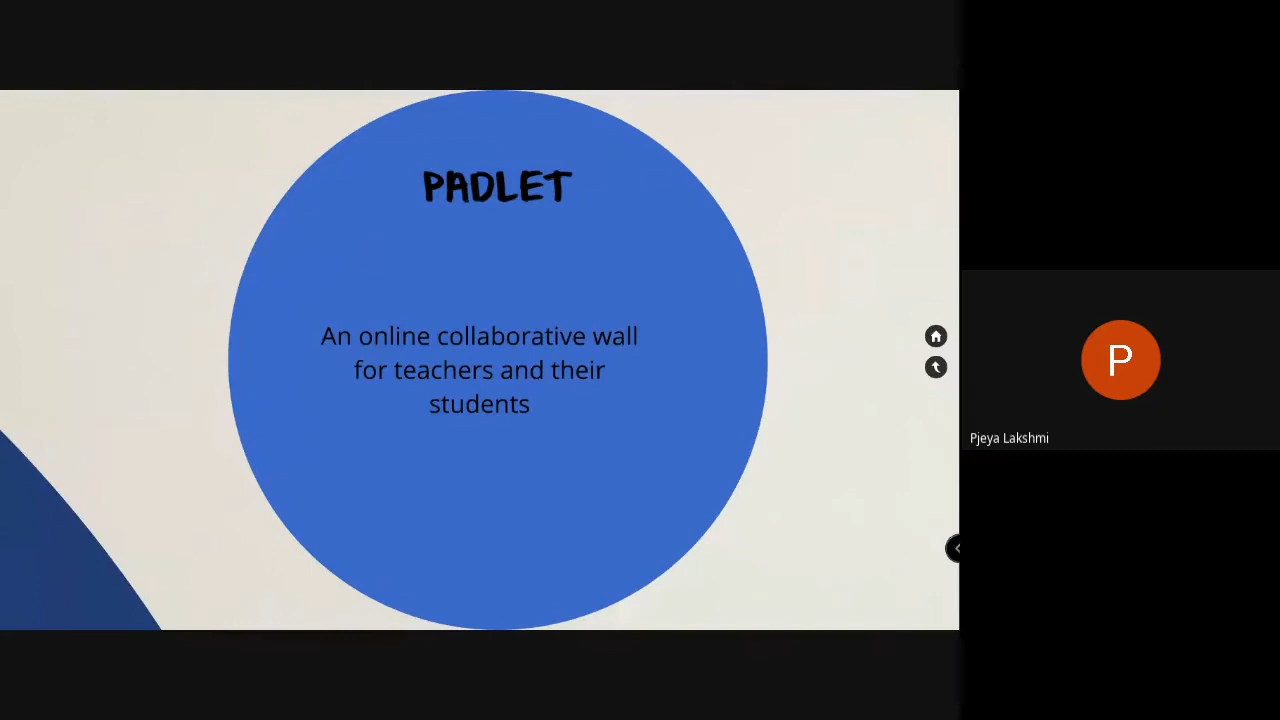 PADLET
An online collaborative wall
for teachers and their
students
P
Pjeya Lakshmi